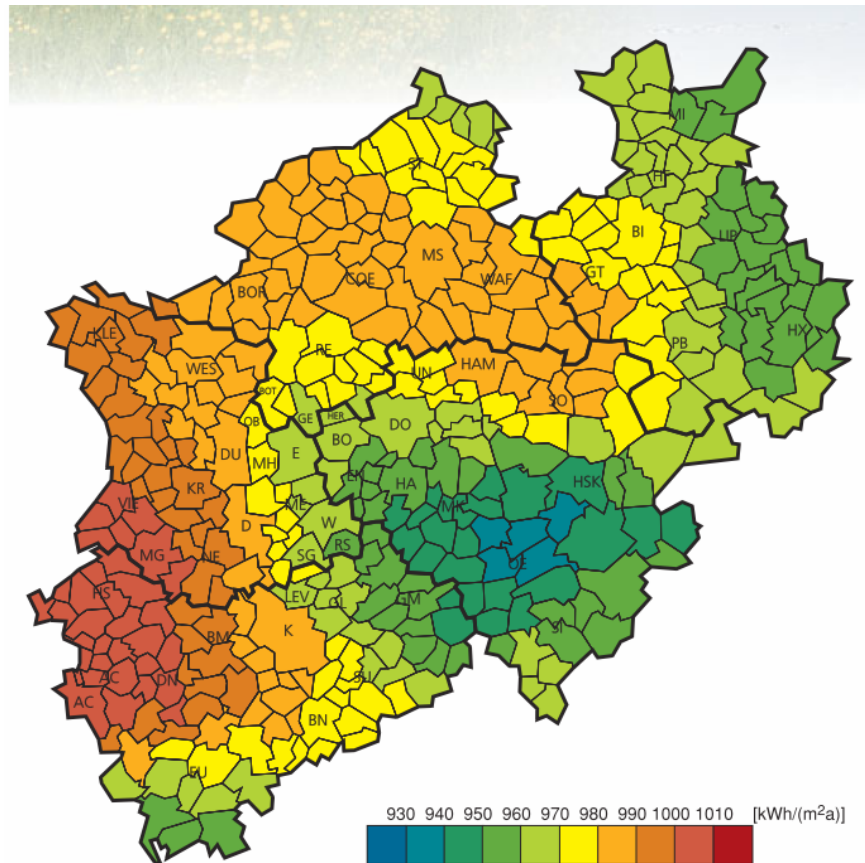 MI
ST
HF
LIP
BI
MS
GT
COE
WAF
BOR
HX
KLE
PB
RE
HAM
WES
UN
SO
BOT
OB
GE
HER
DO
BO
DU
E
MH
EN
HA
HSK
KR
ME
MK
VIE
D
W
MG
NE
SG
RS
OE
HS
LEV
GL
GM
BM
K
SI
AC
DN
SU
AC
BN
EU
930 940 950 960 970 980 990 1000 1010 [kWh/(m²a)]